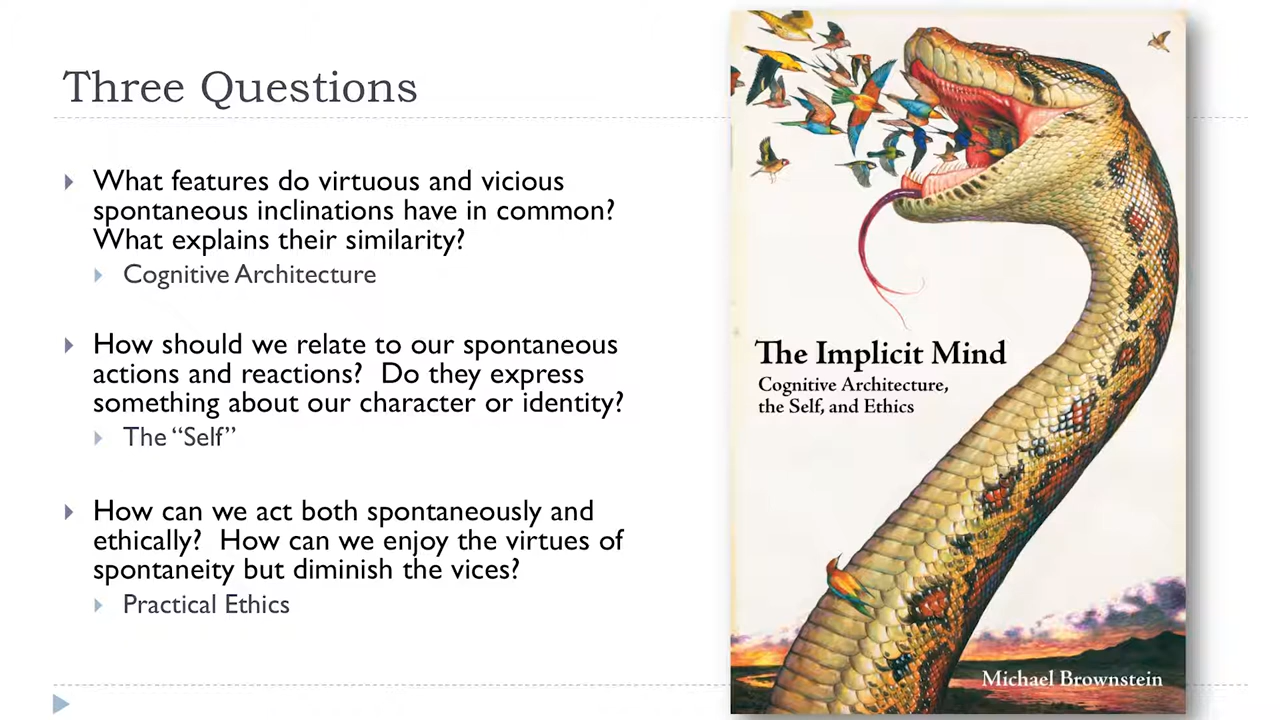 Three Questions
What features do virtuous and vicious
spontaneous inclinations have in common?
What explains their similarity?
Cognitive Architecture
How should we relate to our spontaneous
actions and reactions?  Do they express
something about our character or identity?
The “Self”
How can we act both spontaneously and
ethically?  How can we enjoy the virtues of
spontaneity but diminish the vices?
Practical Ethics
The Implicit Mind
Cognitive Architecture,
the Self, and Ethics
Michael Brownstein